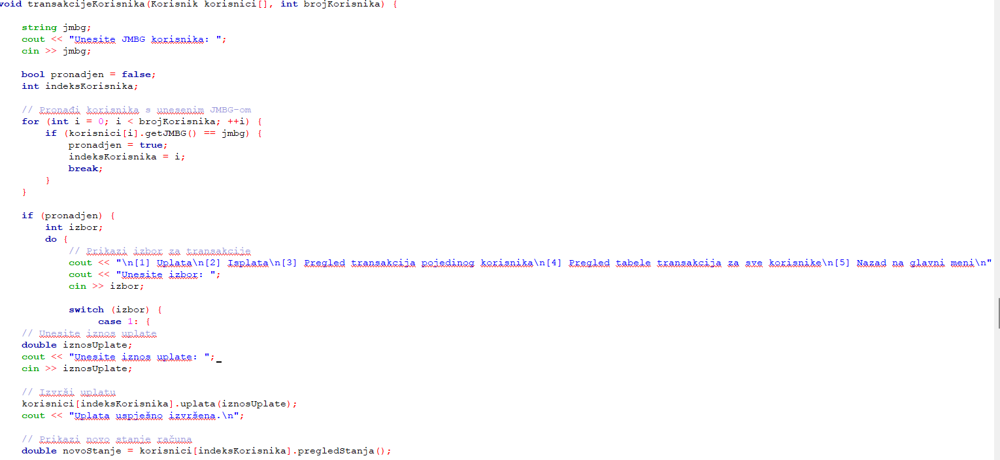 void transakcijeKorisnika(Korisnik korisnici[], int brojKorisnika) {
string jmbg;
cout << "Unesite JMBG korisnika: ";
cin >> jmbg;
bool pronadjen = false;
int indeksKorisnika;
// Pronađi korisnika s unesenim JMBG-om
for (int i = 0; i < brojKorisnika; ++i) {
if (korisnici[i].getJMBG() == jmbg) {
pronadjen = true;
indeksKorisnika = i;
break;
}
}
if (pronadjen) {
int izbor;
do {
// Prikazi izbor za transakcije
cout << "\n[1] Uplata\n[2] Isplata\n[3] Pregled transakcija pojedinog korisnika\n[4] Pregled tabele transakcija za sve korisnike\n[5] Nazad na glavni meni\n"
cout << "Unesite izbor: ";
cin >> izbor;
switch (izbor) {
case 1: {
// Unesite iznos uplate
double iznosUplate;
cout << "Unesite iznos uplate: ";
cin >> iznosUplate;
// Izvrši uplatu
korisnici[indeksKorisnika].uplata(iznosUplate);
cout << "Uplata uspješno izvršena.\n";
// Prikazi novo stanje računa
double novoStanje = korisnici[indeksKorisnika].pregledStanja();